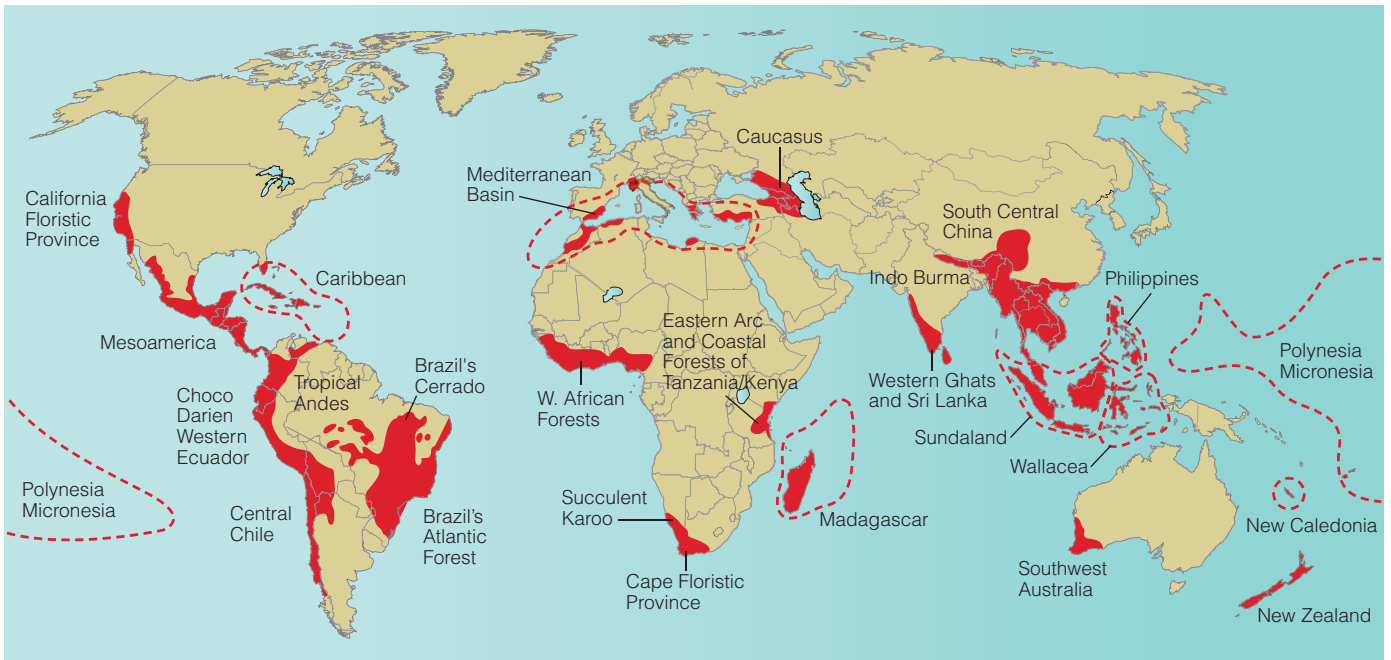 California
Floristic
Province
Caribbean
Mesoamerica
Choco
Darien
Western
Ecuador
Tropical
Andes
Brazil's
Cerrado
Polynesia
Micronesia
Central
Chile
Brazil's
Atlantic
Forest
Mediterranean
Basin
Caucasus
W. African
Forests
Eastern Arc
and Coastal
Forests of
Tanzania/Kenya
Succulent
Karoo
Cape Floristic
Province
Madagascar
South Central
China
Indo Burma
Western Ghats
and Sri Lanka
Sundaland
Wallacea
Philippines
Polynesia
Micronesia
New Caledonia
Southwest
Australia
New Zealand